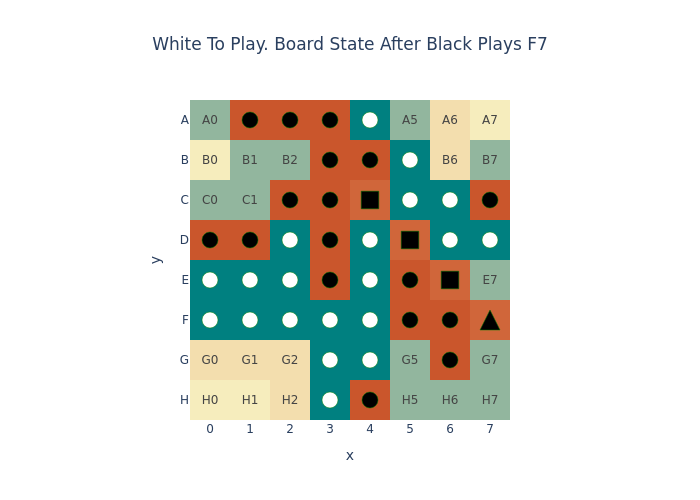 White To Play. Board State After Black Plays F7
A A0 A5 A6 A7
B B0 B1 B2 B6 B7
C C0 C1
D
E E7
F
G G0 G1 G2 G5 G7
H H0 H1 H2 H5 H6 H7
0 1 2 3 4 5 6 7
x
y